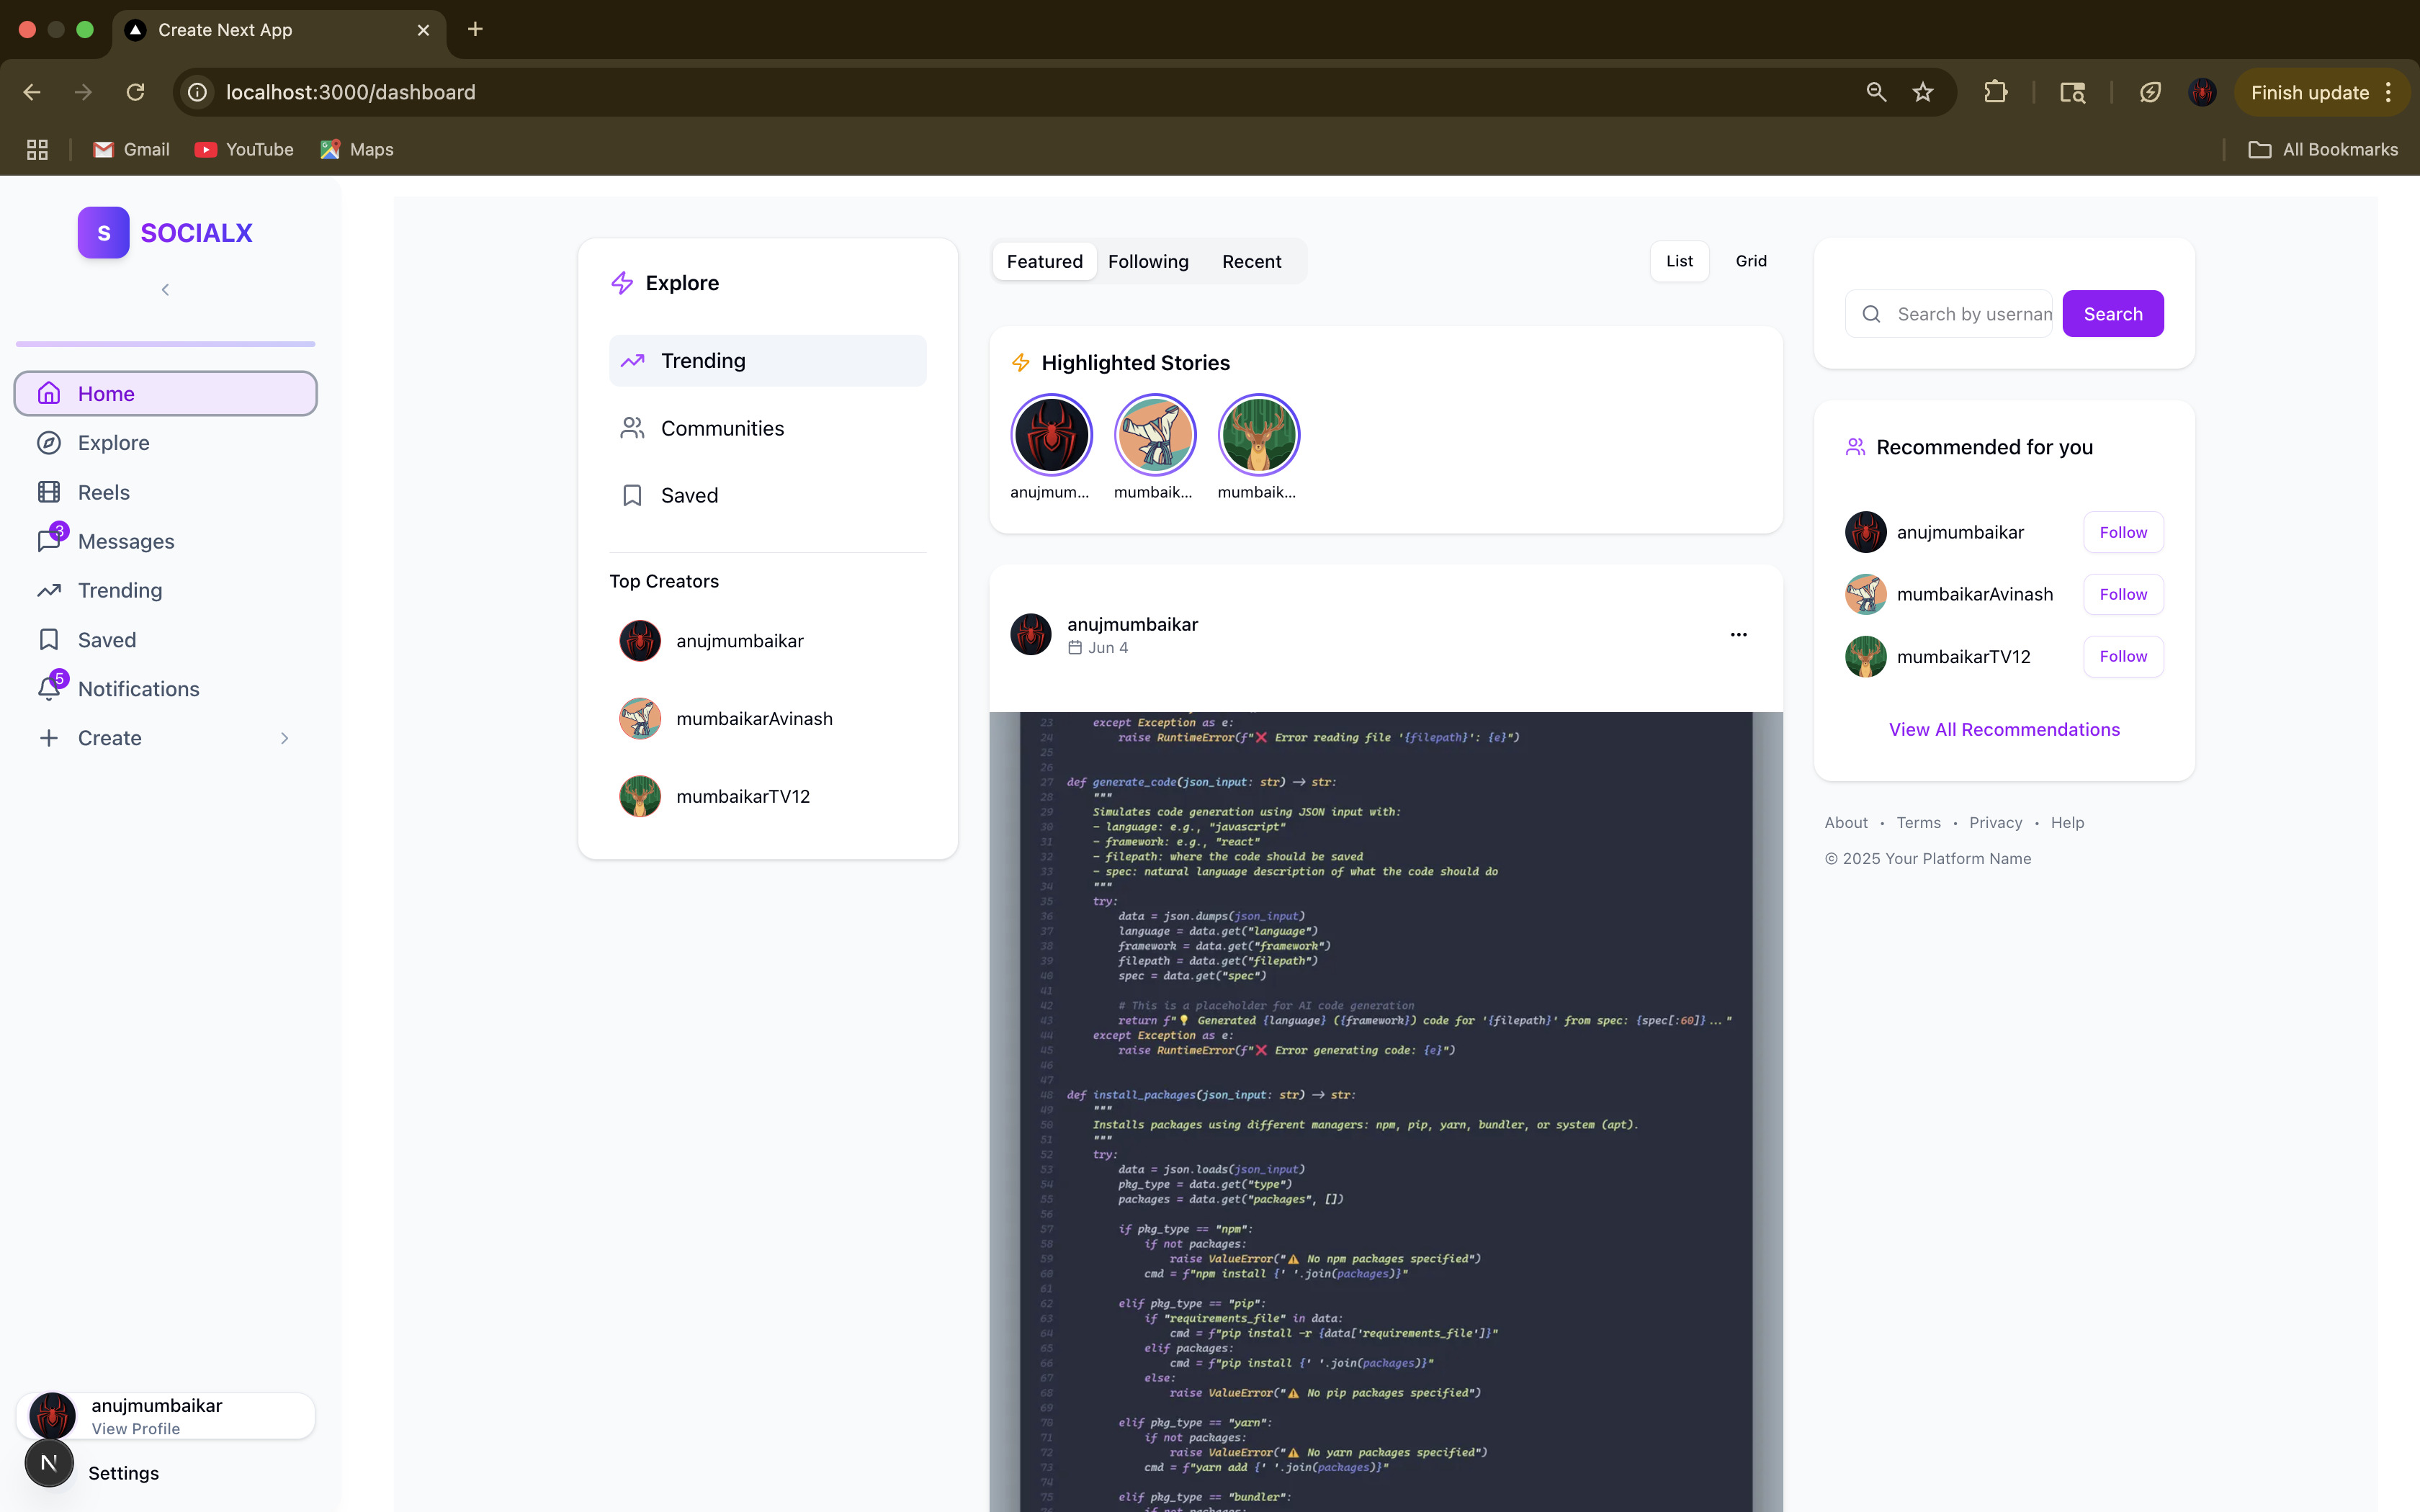 Create Next App
localhost:3000/dashboard
Finish update
Gmail
YouTube
Maps
All Bookmarks
S
SOCIALX
Home
Explore
Reels
3
Messages
Trending
Saved
5
Notifications
Create
anujmumbaikar
View Profile
N
Settings
Explore
Trending
Communities
Saved
Top Creators
anujmumbaikar
mumbaikarAvinash
mumbaikarTV12
Featured
Following
Recent
List
Grid
Highlighted Stories
anujmum...
mumbaik...
mumbaik...
anujmumbaikar
Jun 4
23 except Exception as e:
24 raise RuntimeError(f"❌ Error reading file '{filepath}': {e}")
25
26
27 def generate_code(json_input: str) → str:
28 """
29 Simulates code generation using JSON input with:
30 - language: e.g., "javascript"
31 - framework: e.g., "react"
32 - filepath: where the code should be saved
33 - spec: natural language description of what the code should do
34 """
35 try:
36 data = json.dumps(json_input)
37 language = data.get("language")
38 framework = data.get("framework")
39 filepath = data.get("filepath")
40 spec = data.get("spec")
41
42 # This is a placeholder for AI code generation
43 return f"💡 Generated {language} ({framework}) code for '{filepath}' from spec: {spec[:60]}..."
44 except Exception as e:
45 raise RuntimeError(f"❌ Error generating code: {e}")
46
47
48 def install_packages(json_input: str) → str:
49 """
50 Installs packages using different managers: npm, pip, yarn, bundler, or system (apt).
51 """
52 try:
53 data = json.loads(json_input)
54 pkg_type = data.get("type")
55 packages = data.get("packages", [])
56
57 if pkg_type == "npm":
58 if not packages:
59 raise ValueError("⚠️ No npm packages specified")
60 cmd = f"npm install {' '.join(packages)}"
61
62 elif pkg_type == "pip":
63 if "requirements_file" in data:
64 cmd = f"pip install -r {data['requirements_file']}"
65 elif packages:
66 cmd = f"pip install {' '.join(packages)}"
67 else:
68 raise ValueError("⚠️ No pip packages specified")
69
70 elif pkg_type == "yarn":
71 if not packages:
72 raise ValueError("⚠️ No yarn packages specified")
73 cmd = f"yarn add {' '.join(packages)}"
74
75 elif pkg_type == "bundler":
Search by usernam
Search
Recommended for you
anujmumbaikar
Follow
mumbaikarAvinash
Follow
mumbaikarTV12
Follow
View All Recommendations
About • Terms • Privacy • Help
© 2025 Your Platform Name